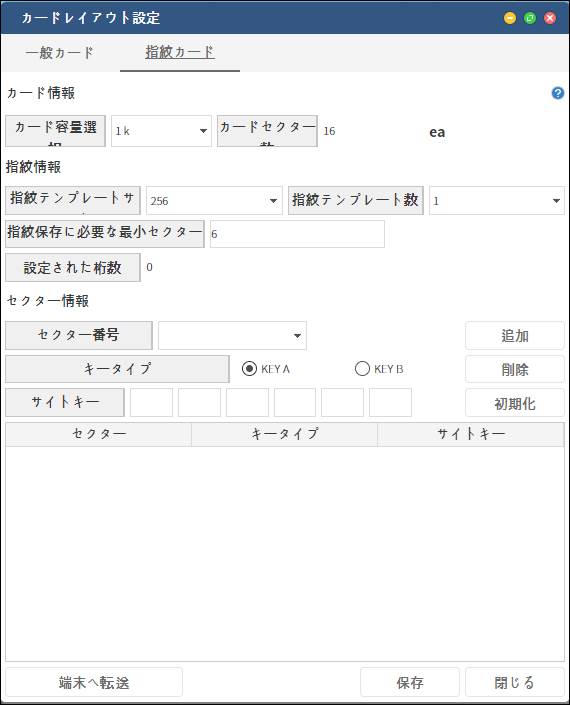 カードレイアウト設定
一般カード 指紋カード
カード情報 ?
カード容量選 1 k カードセクター 16 ea
指紋情報
指紋テンプレートサ 256 指紋テンプレート数 1
指紋保存に必要な最小セクター 6
設定された桁数 0
セクター情報
セクター番号 追加
キータイプ KEY A KEY B 削除
サイトキー 初期化
セクター キータイプ サイトキー
端末へ転送 保存 閉じる